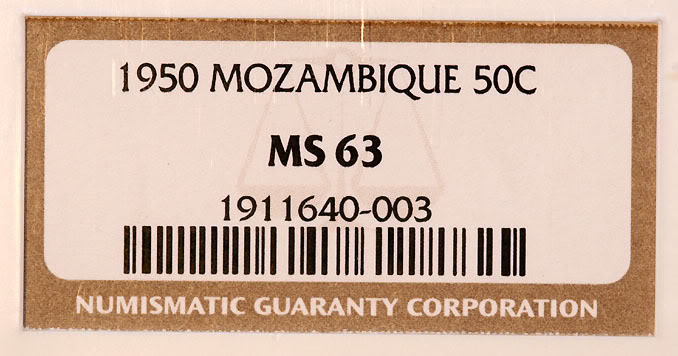 1950 MOZAMBIQUE 50C
MS 63
1911640-003
NUMISMATIC GUARANTY CORPORATION